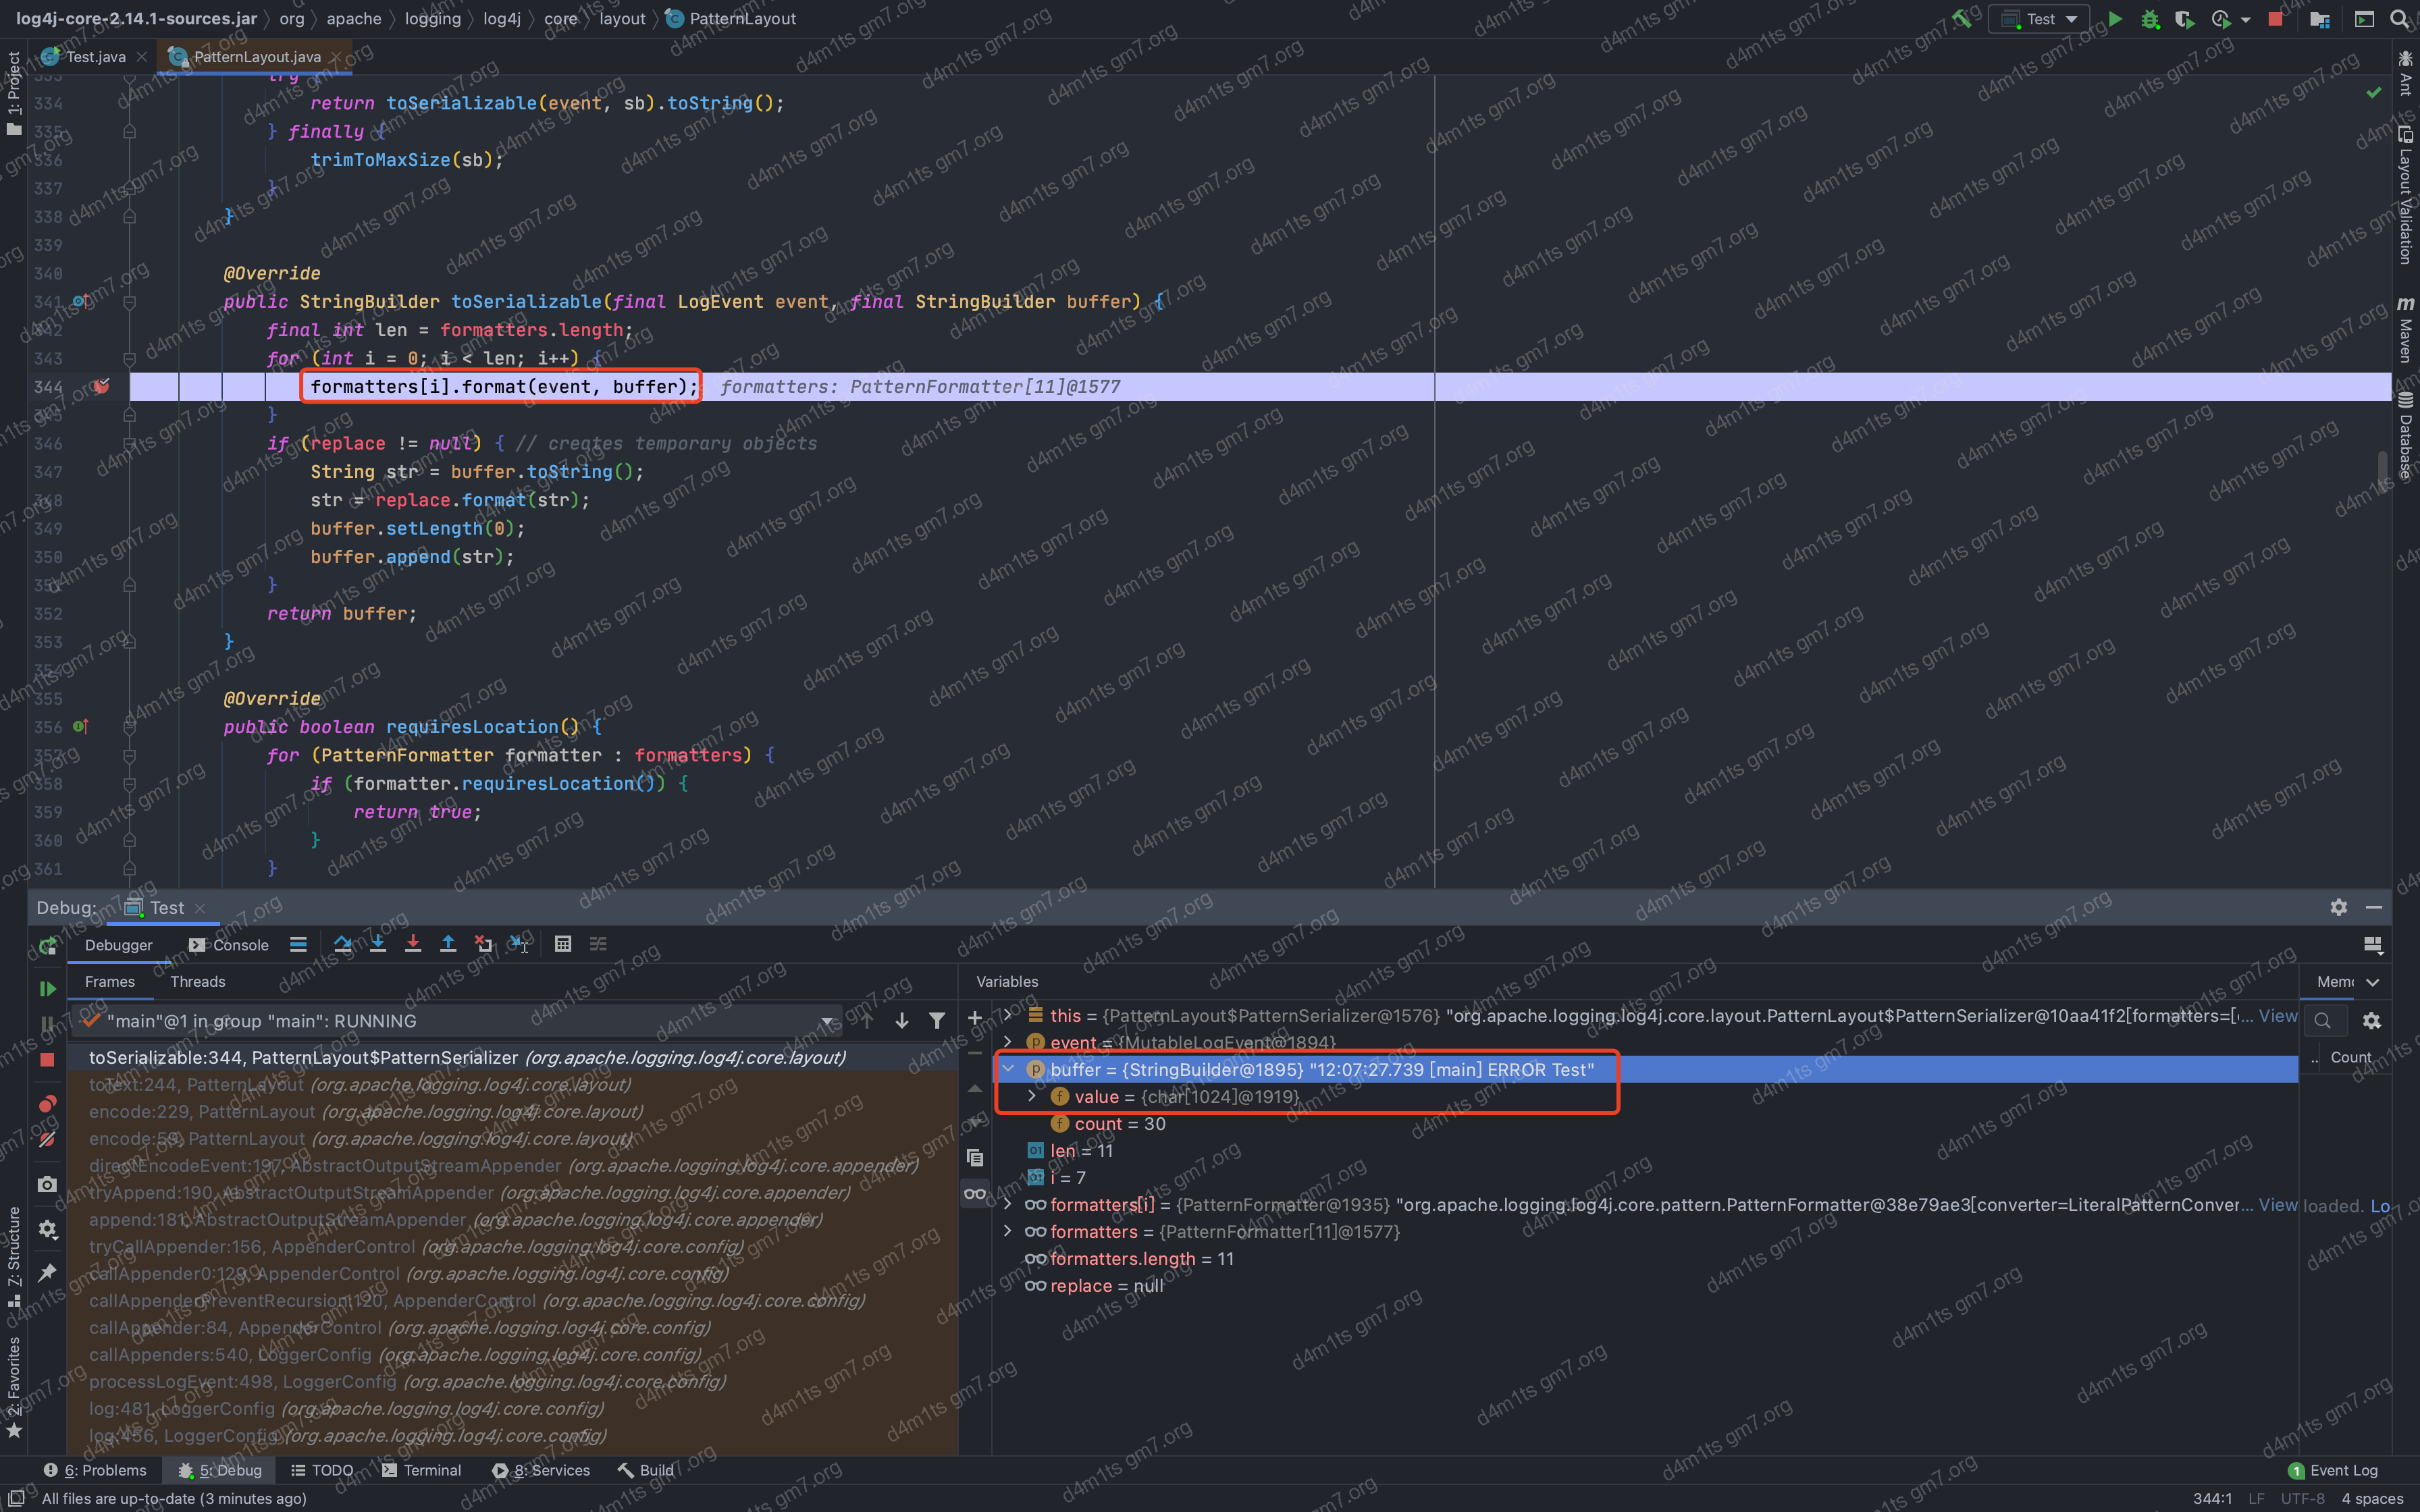 log4j-core-2.14.1-sources.jar 〉 org 〉 apache 〉 logging 〉 log4j 〉 core 〉 layout 〉 PatternLayout
Test
Test.java
PatternLayout.java
1: Project
try {
334 return toSerializable(event, sb).toString();
335 } finally {
336 trimToMaxSize(sb);
337 }
338 }
339
340 @Override
341 public StringBuilder toSerializable(final LogEvent event, final StringBuilder buffer) {
342 final int len = formatters.length;
343 for (int i = 0; i < len; i++) {
344 formatters[i].format(event, buffer); formatters: PatternFormatter[11]@1577
345 }
346 if (replace != null) { // creates temporary objects
347 String str = buffer.toString();
348 str = replace.format(str);
349 buffer.setLength(0);
350 buffer.append(str);
351 }
352 return buffer;
353 }
354
355 @Override
356 public boolean requiresLocation() {
357 for (PatternFormatter formatter : formatters) {
358 if (formatter.requiresLocation()) {
359 return true;
360 }
361 }
Ant
Layout Validation
Maven
Database
Debug: Test
Debugger
Console
Frames
Threads
"main"@1 in group "main": RUNNING
toSerializable:344, PatternLayout$PatternSerializer (org.apache.logging.log4j.core.layout)
toText:244, PatternLayout (org.apache.logging.log4j.core.layout)
encode:229, PatternLayout (org.apache.logging.log4j.core.layout)
encode:59, PatternLayout (org.apache.logging.log4j.core.layout)
directEncodeEvent:197, AbstractOutputStreamAppender (org.apache.logging.log4j.core.appender)
tryAppend:190, AbstractOutputStreamAppender (org.apache.logging.log4j.core.appender)
append:181, AbstractOutputStreamAppender (org.apache.logging.log4j.core.appender)
tryCallAppender:156, AppenderControl (org.apache.logging.log4j.core.config)
callAppender0:129, AppenderControl (org.apache.logging.log4j.core.config)
callAppenderPreventRecursion:120, AppenderControl (org.apache.logging.log4j.core.config)
callAppender:84, AppenderControl (org.apache.logging.log4j.core.config)
callAppenders:540, LoggerConfig (org.apache.logging.log4j.core.config)
processLogEvent:498, LoggerConfig (org.apache.logging.log4j.core.config)
log:481, LoggerConfig (org.apache.logging.log4j.core.config)
log:456, LoggerConfig (org.apache.logging.log4j.core.config)
Variables
this = {PatternLayout$PatternSerializer@1576} "org.apache.logging.log4j.core.layout.PatternLayout$PatternSerializer@10aa41f2[formatters=[... View
event = {MutableLogEvent@1894}
buffer = {StringBuilder@1895} "12:07:27.739 [main] ERROR Test"
value = {char[1024]@1919}
count = 30
len = 11
i = 7
formatters[i] = {PatternFormatter@1935} "org.apache.logging.log4j.core.pattern.PatternFormatter@38e79ae3[converter=LiteralPatternConver... View
formatters = {PatternFormatter[11]@1577}
formatters.length = 11
replace = null
Mem
.. Count
loaded. Lo
7: Structure
2: Favorites
6: Problems
5: Debug
TODO
Terminal
8: Services
Build
1 Event Log
All files are up-to-date (3 minutes ago)
344:1 LF UTF-8 4 spaces
d4m1ts gm7.org